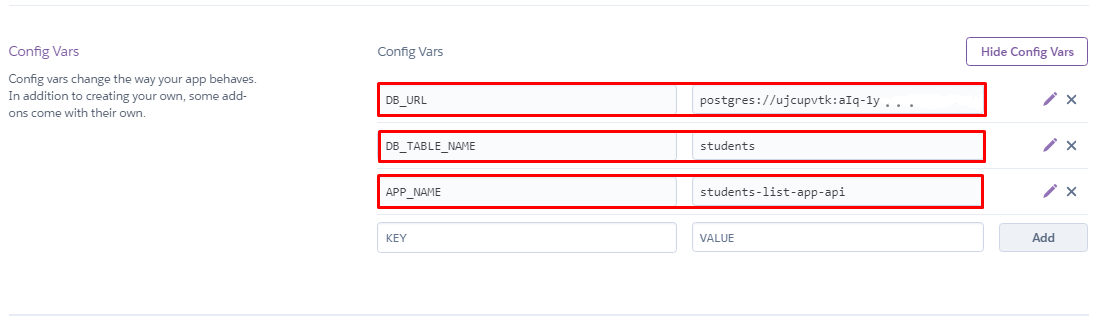 Config Vars
Config vars change the way your app behaves.
In addition to creating your own, some add-
ons come with their own.
Config Vars
Hide Config Vars
DB_URL postgres://ujcupvtk:aIq-1y . . .
DB_TABLE_NAME students
APP_NAME students-list-app-api
KEY VALUE Add